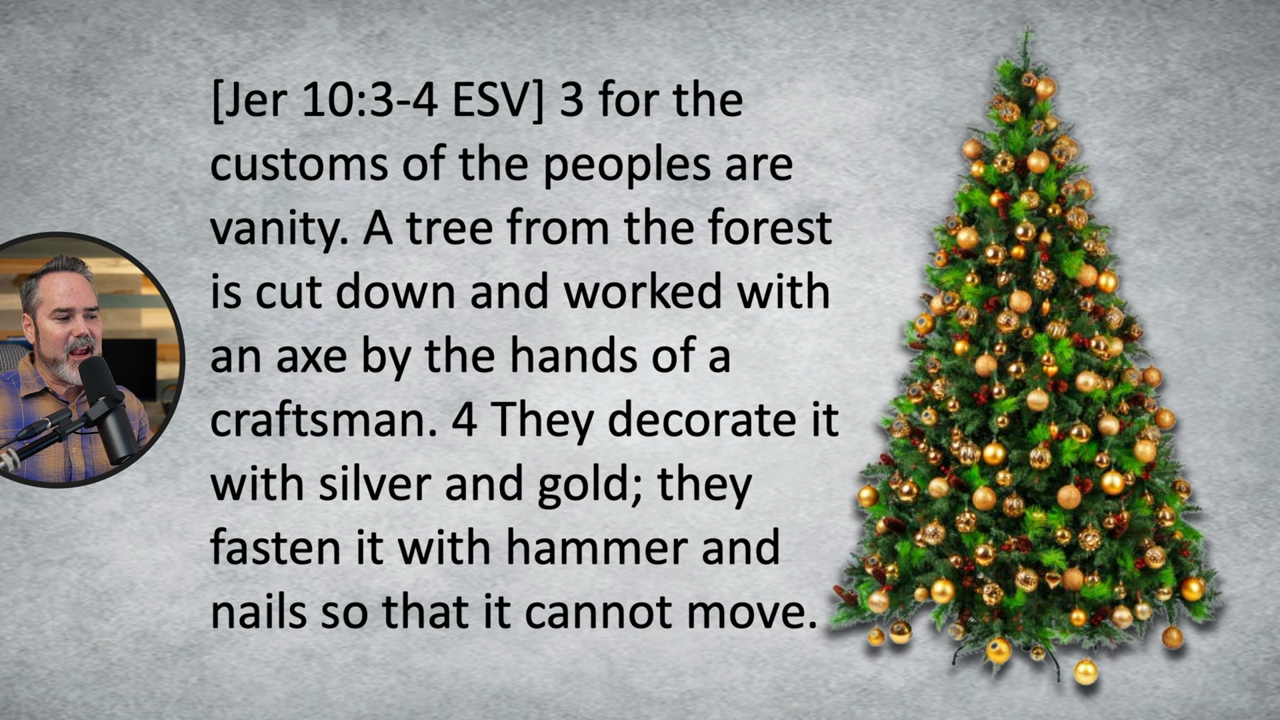 [Jer 10:3-4 ESV] 3 for the
customs of the peoples are
vanity. A tree from the forest
is cut down and worked with
an axe by the hands of a
craftsman. 4 They decorate it
with silver and gold; they
fasten it with hammer and
nails so that it cannot move.